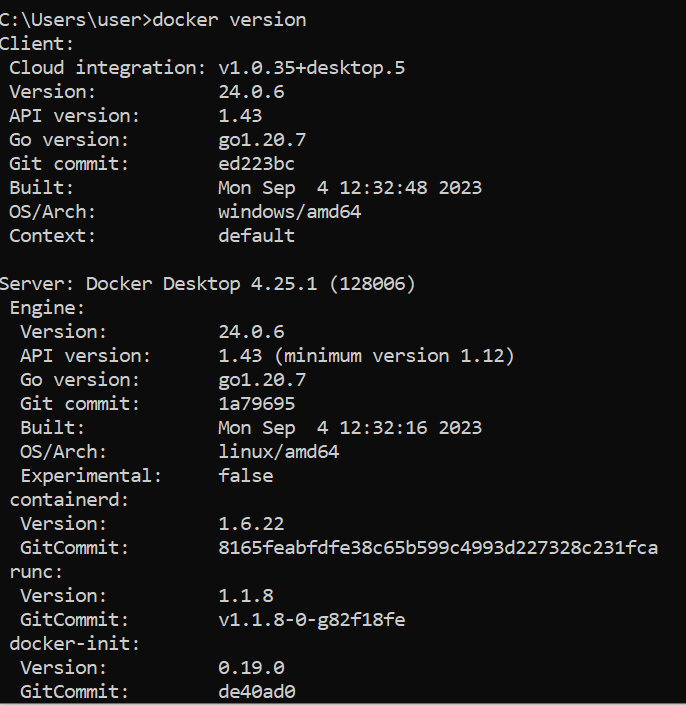 C:\Users\user>docker version
Client:
 Cloud integration: v1.0.35+desktop.5
 Version:           24.0.6
 API version:       1.43
 Go version:        go1.20.7
 Git commit:        ed223bc
 Built:             Mon Sep  4 12:32:48 2023
 OS/Arch:           windows/amd64
 Context:           default

Server: Docker Desktop 4.25.1 (128006)
 Engine:
  Version:          24.0.6
  API version:      1.43 (minimum version 1.12)
  Go version:       go1.20.7
  Git commit:       1a79695
  Built:            Mon Sep  4 12:32:16 2023
  OS/Arch:          linux/amd64
  Experimental:     false
 containerd:
  Version:          1.6.22
  GitCommit:        8165feabfdfe38c65b599c4993d227328c231fca
 runc:
  Version:          1.1.8
  GitCommit:        v1.1.8-0-g82f18fe
 docker-init:
  Version:          0.19.0
  GitCommit:        de40ad0